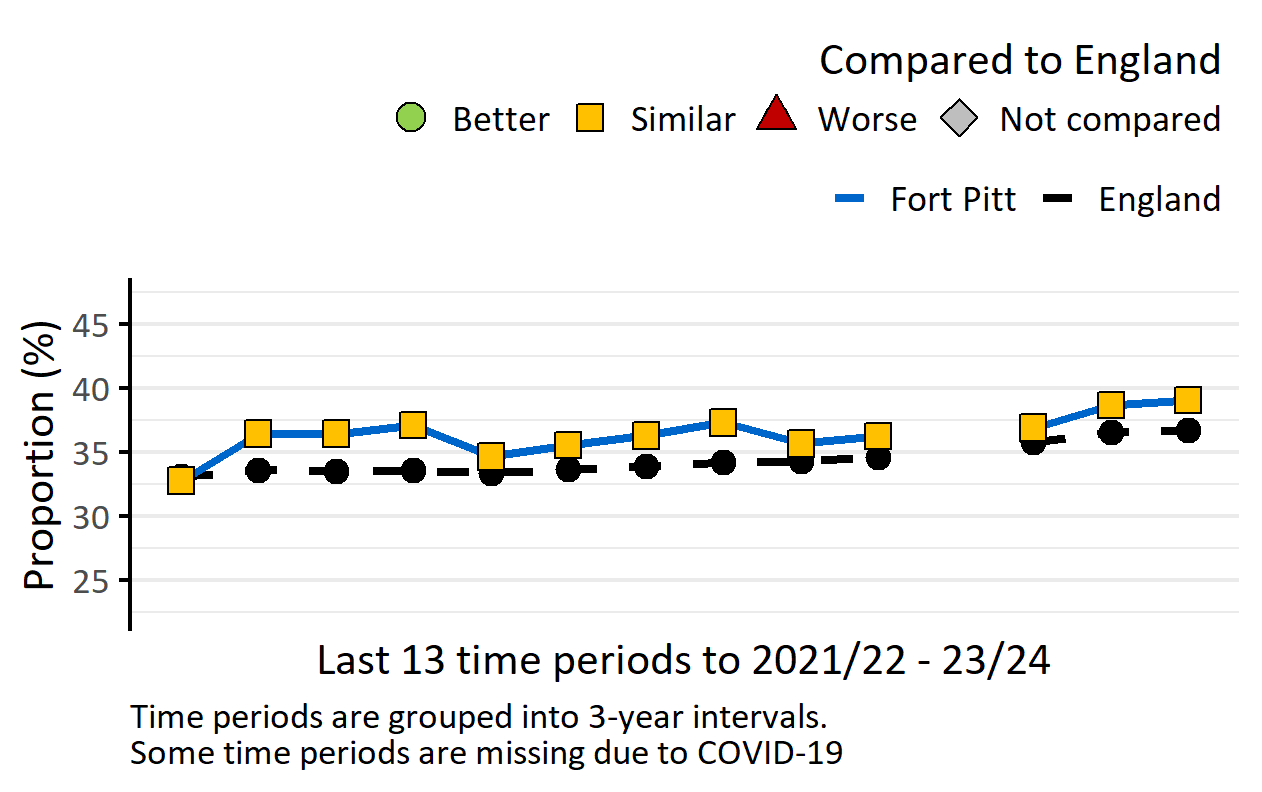 Compared to England
Better Similar Worse Not compared
Fort Pitt England
Proportion (%)
45
40
35
30
25
Last 13 time periods to 2021/22 - 23/24
Time periods are grouped into 3-year intervals.
Some time periods are missing due to COVID-19